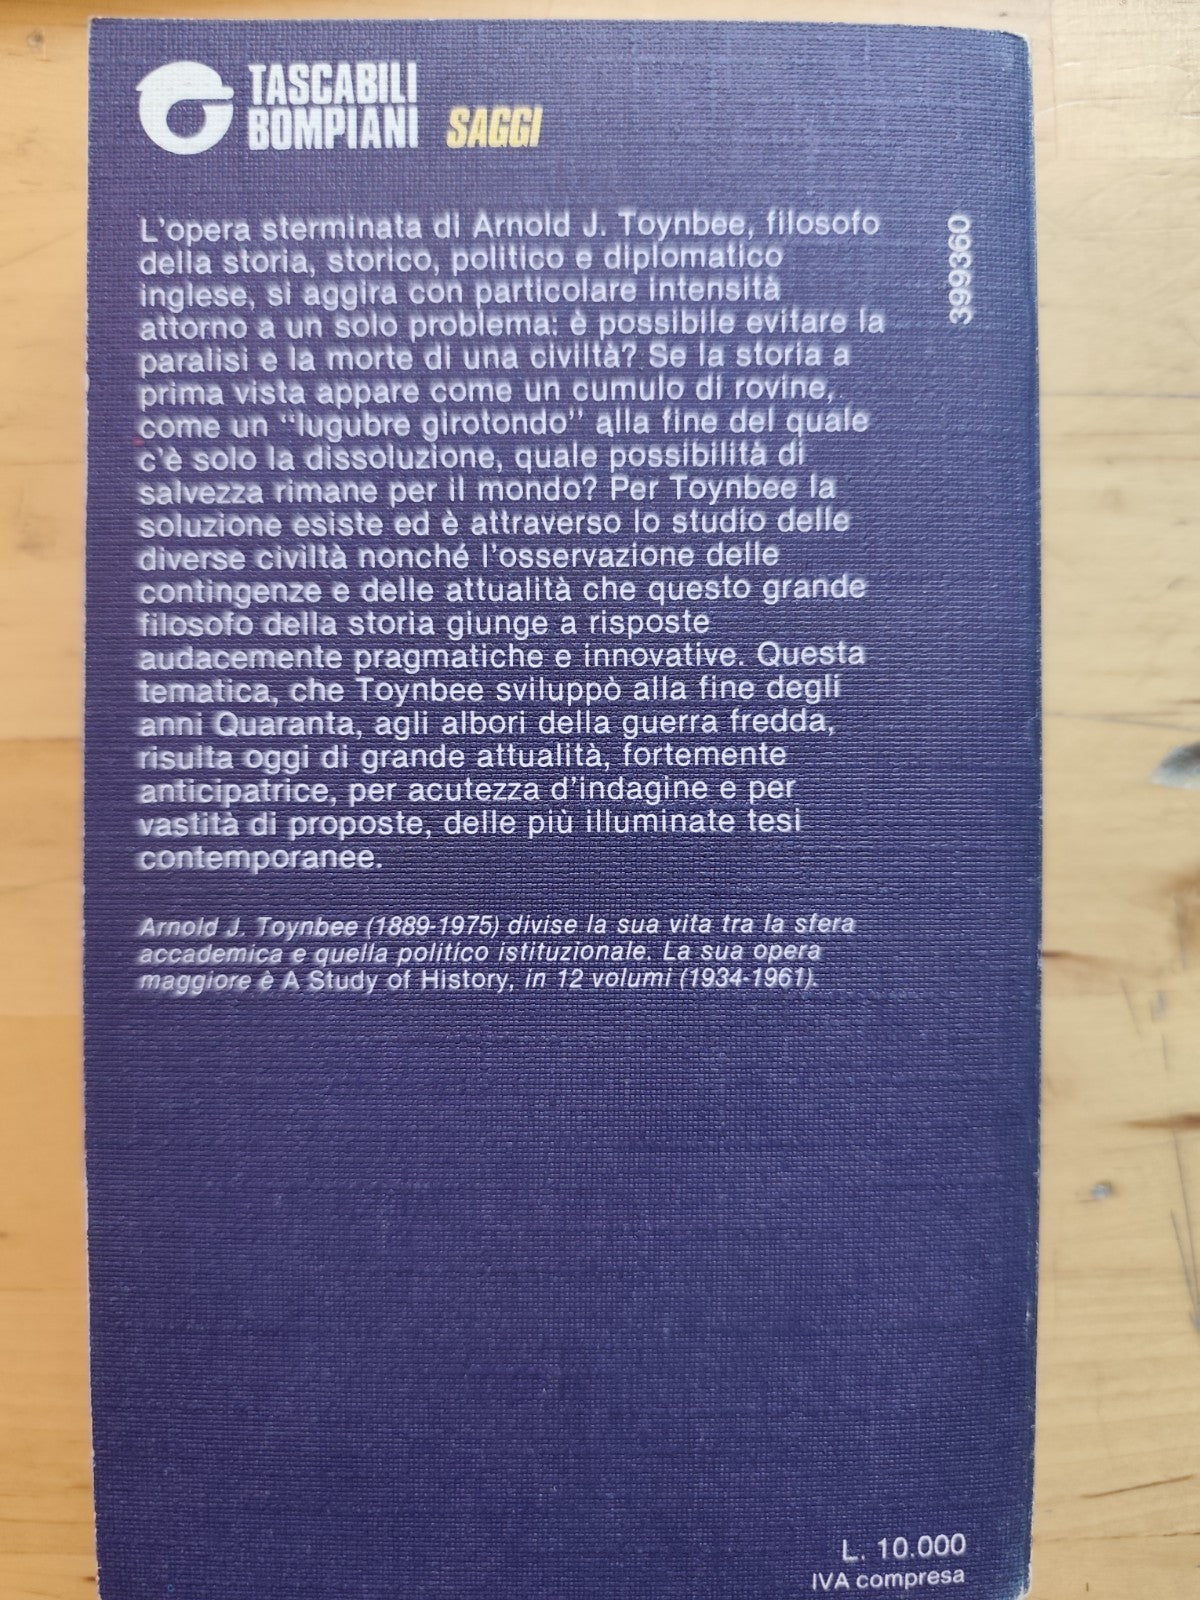 TASCABILI
BOMPIANI SAGGI
399360
L'opera sterminata di Arnold J. Toynbee, filosofo
della storia, storico, politico e diplomatico
inglese, si aggira con particolare intensità
attorno a un solo problema: è possibile evitare la
paralisi e la morte di una civiltà? Se la storia a
prima vista appare come un cumulo di rovine,
come un "lugubre girotondo" alla fine del quale
c'è solo la dissoluzione, quale possibilità di
salvezza rimane per il mondo? Per Toynbee la
soluzione esiste ed è attraverso lo studio delle
diverse civiltà nonché l'osservazione delle
contingenze e delle attualità che questo grande
filosofo della storia giunge a risposte
audacemente pragmatiche e innovative. Questa
tematica, che Toynbee sviluppò alla fine degli
anni Quaranta, agli albori della guerra fredda,
risulta oggi di grande attualità, fortemente
anticipatrice, per acutezza d'indagine e per
vastità di proposte, delle più illuminate tesi
contemporanee.
Arnold J. Toynbee (1889-1975) divise la sua vita tra la sfera
accademica e quella politico istituzionale. La sua opera
maggiore è A Study of History, in 12 volumi (1934-1961).
L. 10.000
IVA compresa